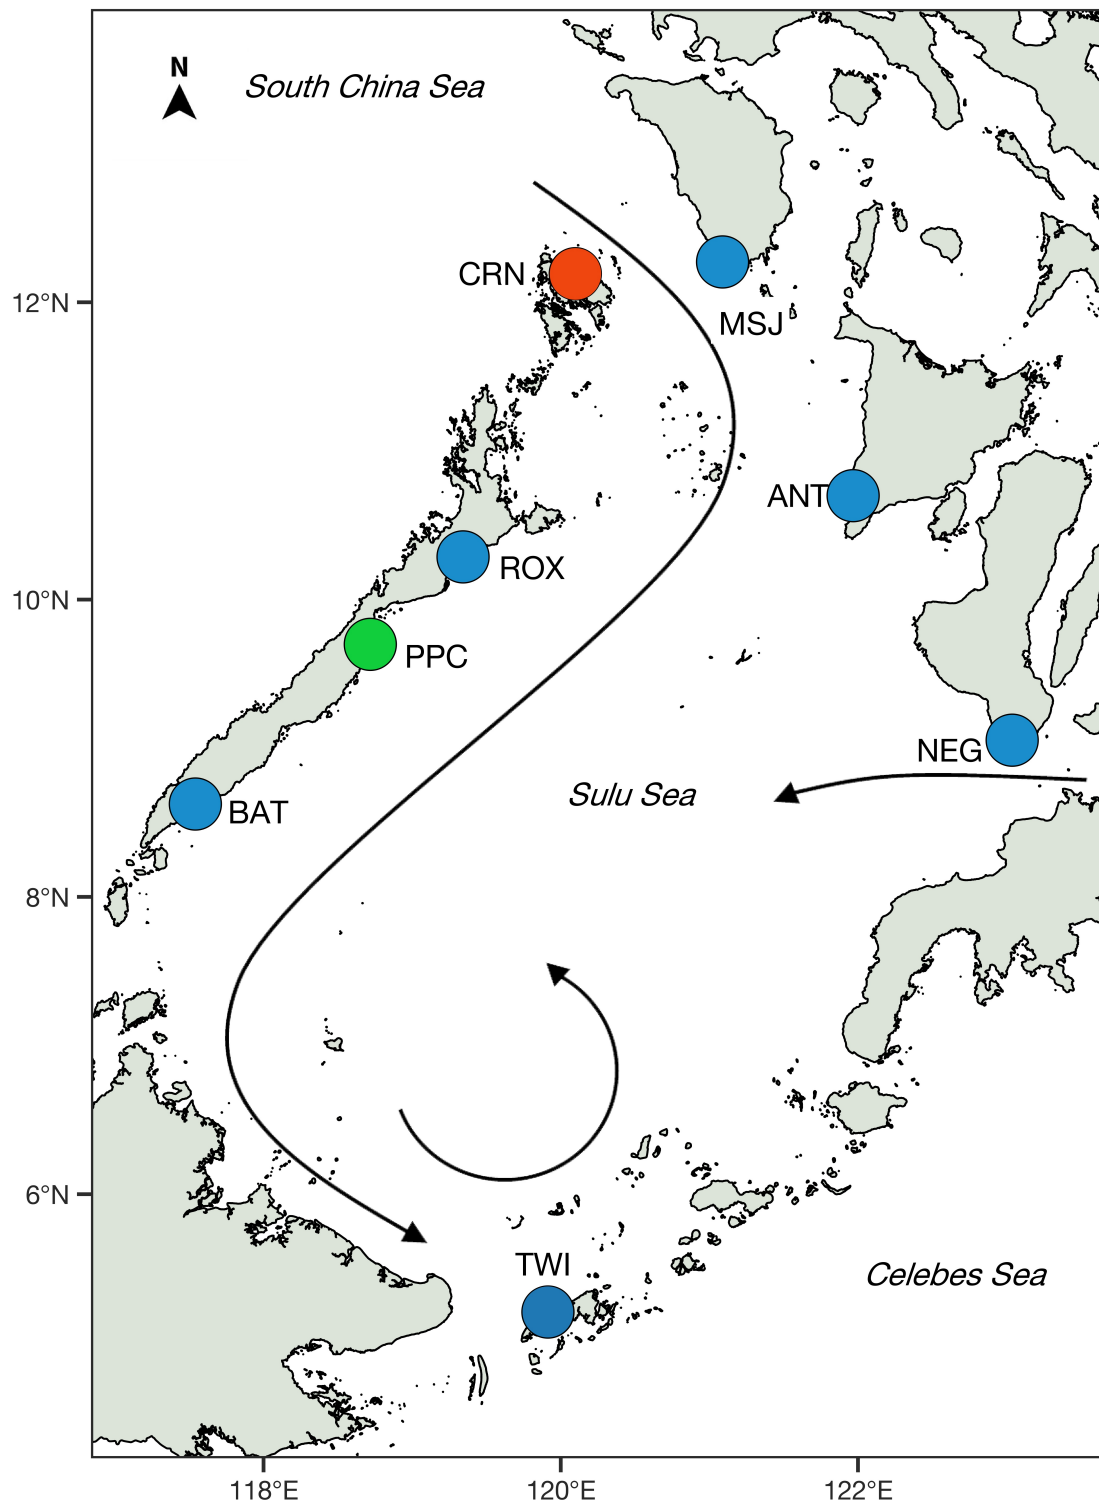 N
South China Sea
CRN
12°N
MSJ
ANT
ROX
10°N
PPC
NEG
Sulu Sea
BAT
8°N
6°N
TWI
Celebes Sea
118°E
120°E
122°E